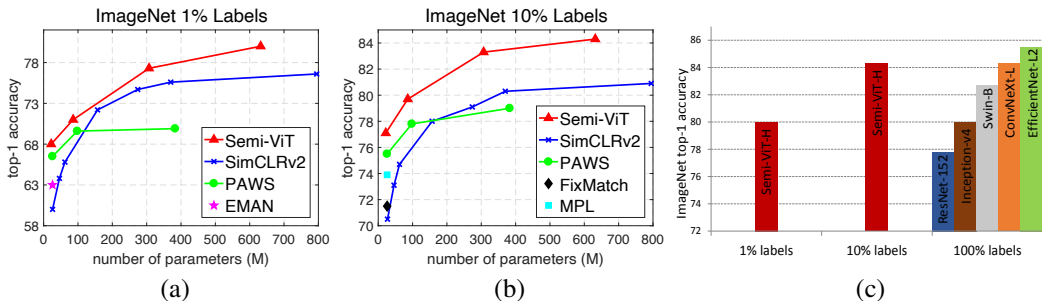 ImageNet 1% Labels
top-1 accuracy
78
73
68
63
58
0 100 200 300 400 500 600 700 800
number of parameters (M)
Semi-ViT
SimCLRv2
PAWS
EMAN
(a)
ImageNet 10% Labels
top-1 accuracy
84
82
80
78
76
74
72
70
0 100 200 300 400 500 600 700 800
number of parameters (M)
Semi-ViT
SimCLRv2
PAWS
FixMatch
MPL
(b)
ImageNet top-1 accuracy
86
84
82
80
78
76
74
72
Semi-ViT-H
Semi-ViT-H
ResNet-152
Inception-v4
Swin-B
ConvNeXt-L
EfficientNet-L2
1% labels 10% labels 100% labels
(c)